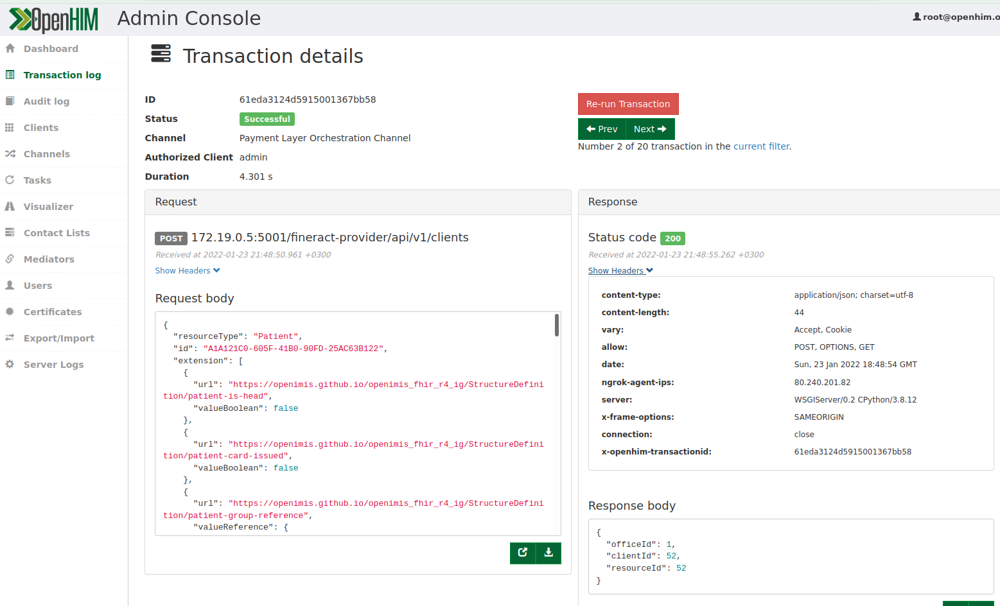 OpenHIM Admin Console
root@openhim.o
Dashboard
Transaction log
Audit log
Clients
Channels
Tasks
Visualizer
Contact Lists
Mediators
Users
Certificates
Export/Import
Server Logs
Transaction details
ID 61eda3124d5915001367bb58
Status Successful
Channel Payment Layer Orchestration Channel
Authorized Client admin
Duration 4.301 s
Re-run Transaction
Prev Next
Number 2 of 20 transaction in the current filter.
Request
POST 172.19.0.5:5001/fineract-provider/api/v1/clients
Received at 2022-01-23 21:48:50.961 +0300
Show Headers
Request body
{
"resourceType": "Patient",
"id": "A1A121C0-605F-41B0-90FD-25AC63B122",
"extension": [
{
"url": "https://openimis.github.io/openimis_fhir_r4_ig/StructureDefini
tion/patient-is-head",
"valueBoolean": false
},
{
"url": "https://openimis.github.io/openimis_fhir_r4_ig/StructureDefini
tion/patient-card-issued",
"valueBoolean": false
},
{
"url": "https://openimis.github.io/openimis_fhir_r4_ig/StructureDefini
tion/patient-group-reference",
"valueReference": {
Response
Status code 200
Received at 2022-01-23 21:48:55.262 +0300
Show Headers
content-type: application/json; charset=utf-8
content-length: 44
vary: Accept, Cookie
allow: POST, OPTIONS, GET
date: Sun, 23 Jan 2022 18:48:54 GMT
ngrok-agent-ips: 80.240.201.82
server: WSGIServer/0.2 CPython/3.8.12
x-frame-options: SAMEORIGIN
connection: close
x-openhim-transactionid: 61eda3124d5915001367bb58
Response body
{
"officeId": 1,
"clientId": 52,
"resourceId": 52
}